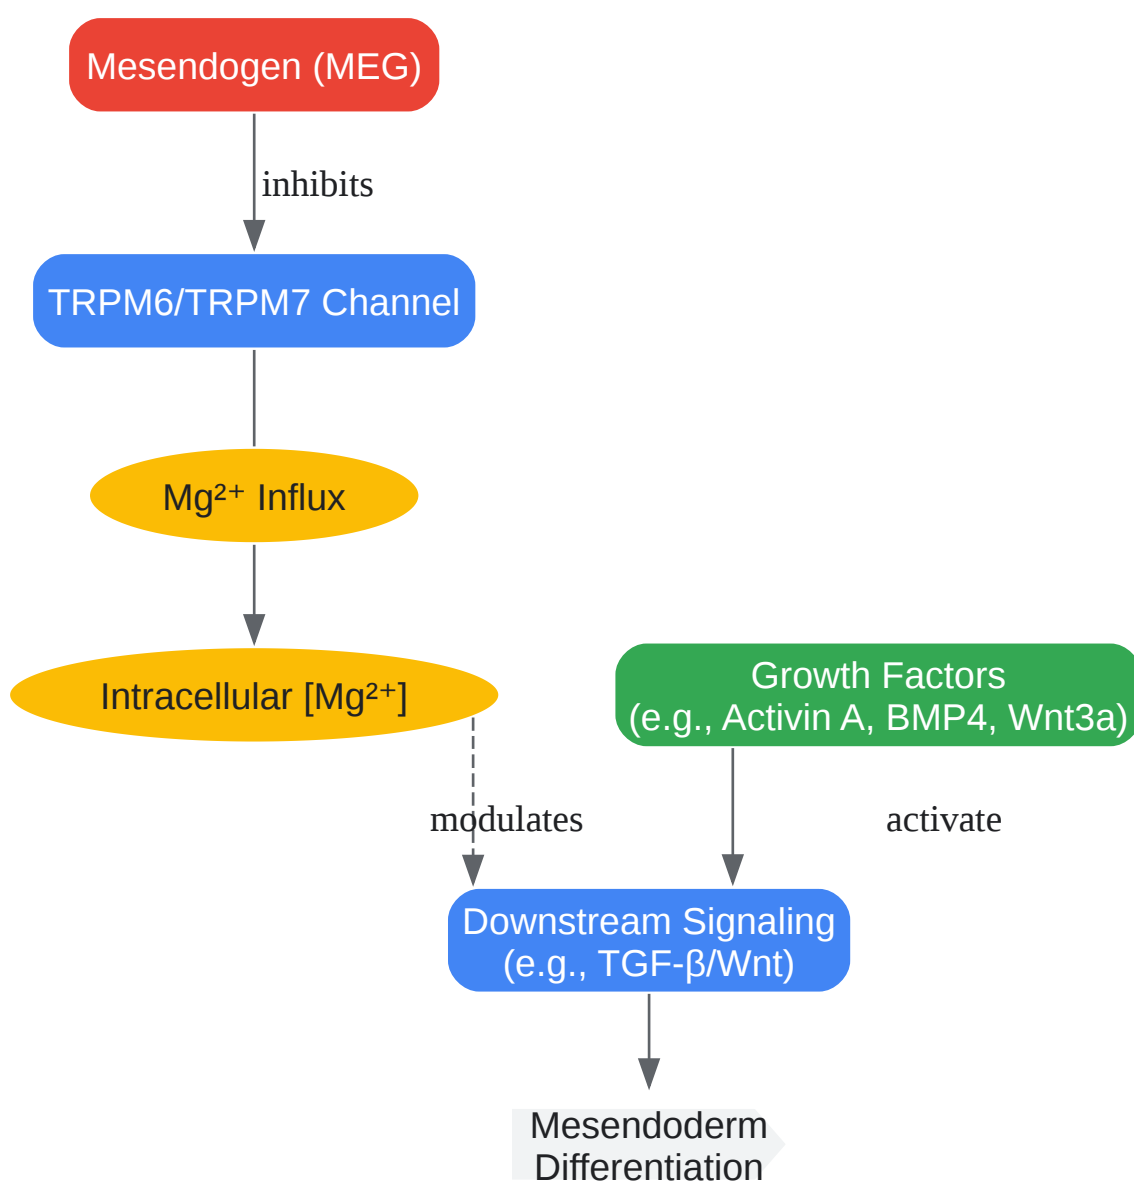 Mesendogen (MEG)
inhibits
TRPM6/TRPM7 Channel
Mg²⁺ Influx
Intracellular [Mg²⁺]
Growth Factors
(e.g., Activin A, BMP4, Wnt3a)
modulates
activate
Downstream Signaling
(e.g., TGF-β/Wnt)
Mesendoderm
Differentiation